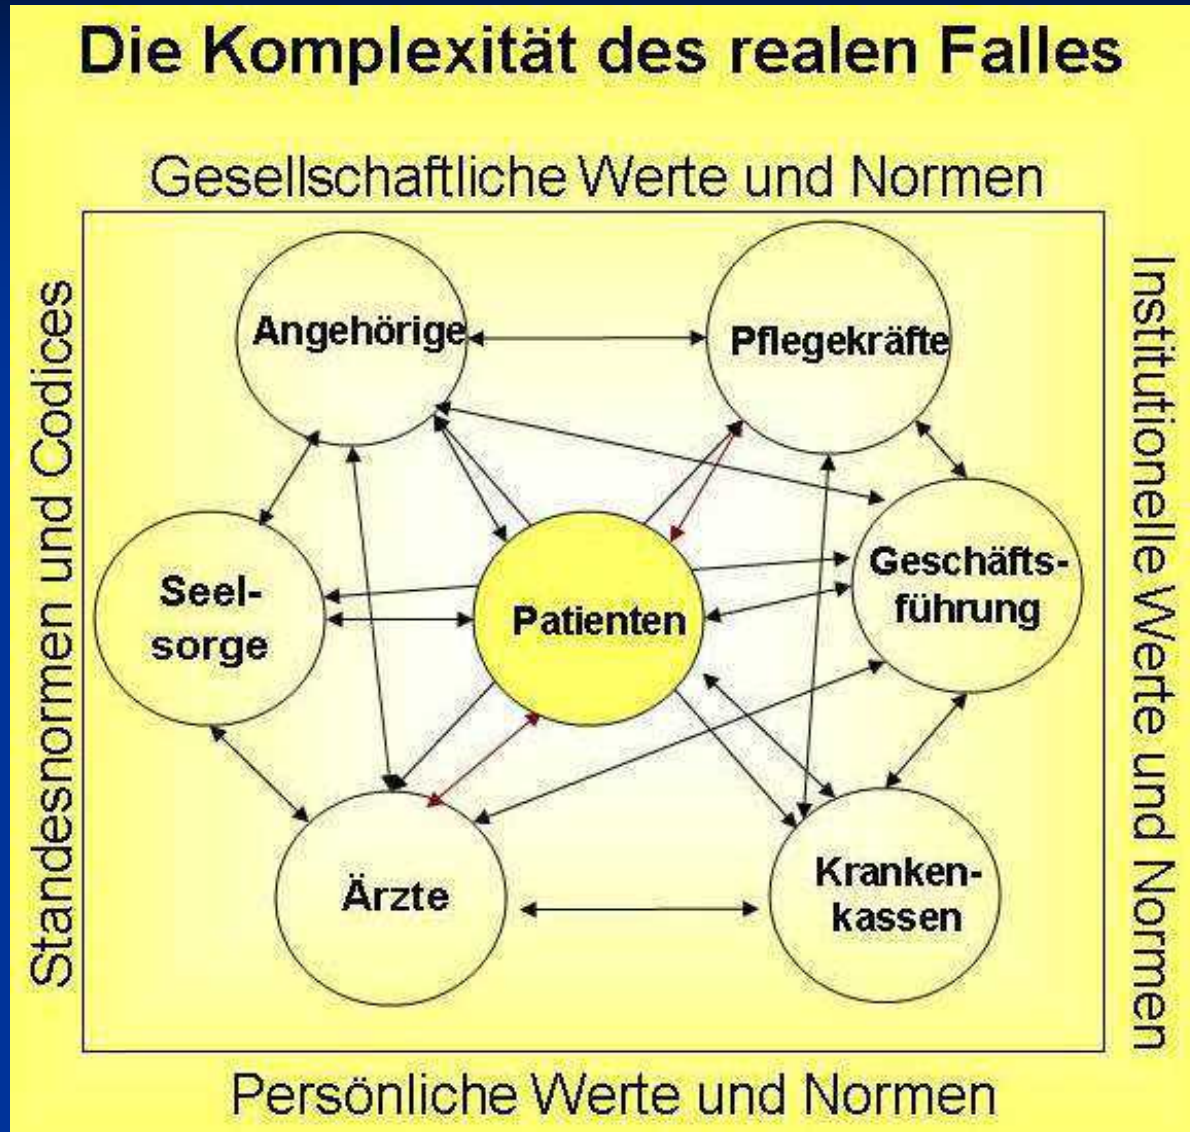 Die Komplexität des realen Falles
Gesellschaftliche Werte und Normen
Standesnormen und Codices
Institutionelle Werte und Normen
Angehörige
Pflegekräfte
Seel-
sorge
Patienten
Geschäfts-
führung
Ärzte
Kranken-
kassen
Persönliche Werte und Normen